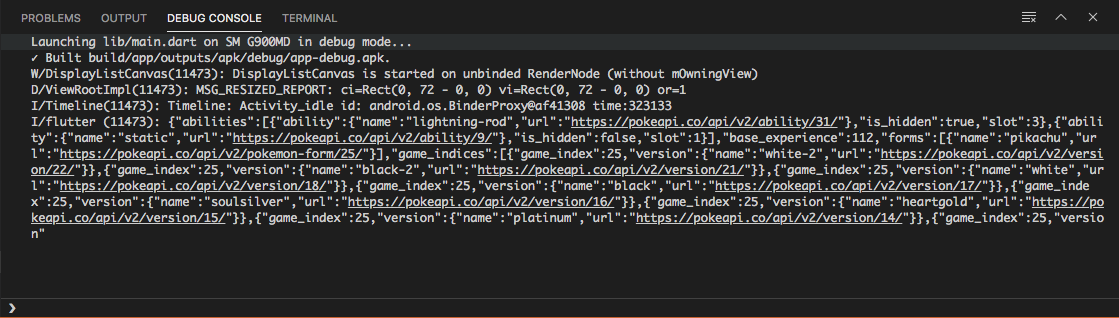 PROBLEMS OUTPUT DEBUG CONSOLE TERMINAL
Launching lib/main.dart on SM G900MD in debug mode...
✓ Built build/app/outputs/apk/debug/app-debug.apk.
W/DisplayListCanvas(11473): DisplayListCanvas is started on unbinded RenderNode (without mOwningView)
D/ViewRootImpl(11473): MSG_RESIZED_REPORT: ci=Rect(0, 72 - 0, 0) vi=Rect(0, 72 - 0, 0) or=1
I/Timeline(11473): Timeline: Activity_idle id: android.os.BinderProxy@af41308 time:323133
I/flutter (11473): {"abilities":[{"ability":{"name":"lightning-rod","url":"https://pokeapi.co/api/v2/ability/31/"},"is_hidden":true,"slot":3},{"abili
ty":{"name":"static","url":"https://pokeapi.co/api/v2/ability/9/"},"is_hidden":false,"slot":1}],"base_experience":112,"forms":[{"name":"pikachu","ur
l":"https://pokeapi.co/api/v2/pokemon-form/25/"}],"game_indices":[{"game_index":25,"version":{"name":"white-2","url":"https://pokeapi.co/api/v2/versi
on/22/"}},{"game_index":25,"version":{"name":"black-2","url":"https://pokeapi.co/api/v2/version/21/"}},{"game_index":25,"version":{"name":"white","ur
l":"https://pokeapi.co/api/v2/version/18/"}},{"game_index":25,"version":{"name":"black","url":"https://pokeapi.co/api/v2/version/17/"}},{"game_inde
x":25,"version":{"name":"soulsilver","url":"https://pokeapi.co/api/v2/version/16/"}},{"game_index":25,"version":{"name":"heartgold","url":"https://po
keapi.co/api/v2/version/15/"}},{"game_index":25,"version":{"name":"platinum","url":"https://pokeapi.co/api/v2/version/14/"}},{"game_index":25,"versio
n"